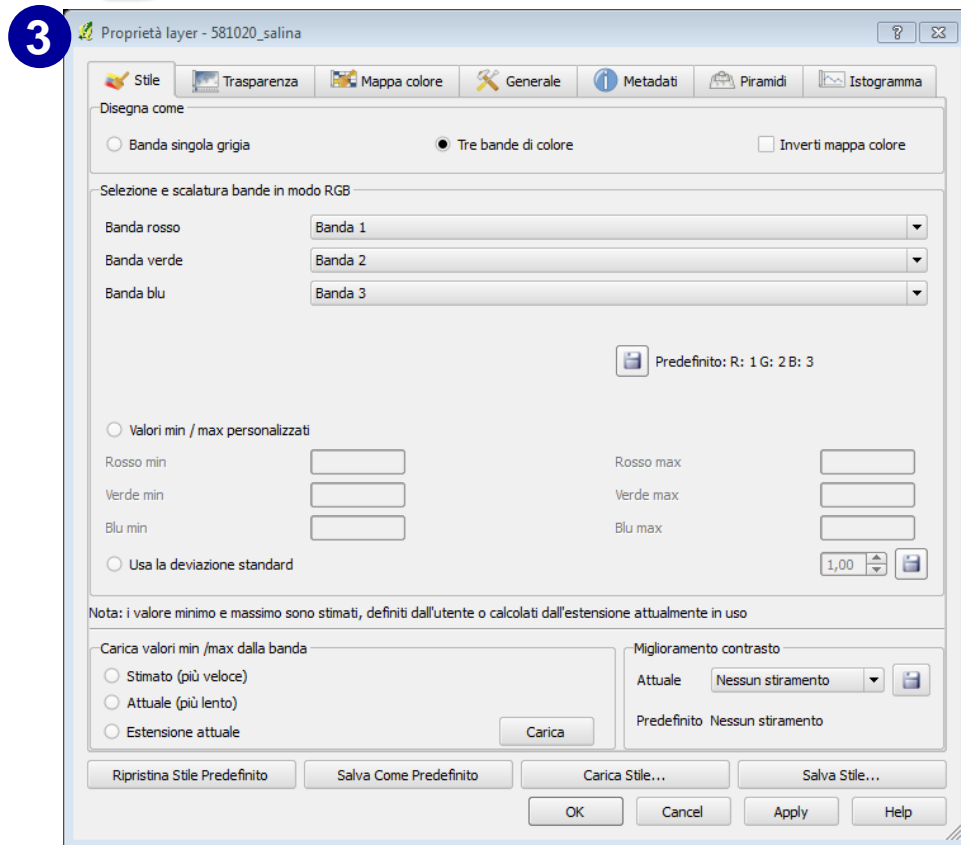 3
Proprietà layer - 581020_salina
Stile Trasparenza Mappa colore Generale Metadati Piramidi Istogramma
Disegna come
Banda singola grigia Tre bande di colore Inverti mappa colore
Selezione e scalatura bande in modo RGB
Banda rosso Banda 1
Banda verde Banda 2
Banda blu Banda 3
Predefinito: R: 1 G: 2 B: 3
Valori min / max personalizzati
Rosso min Rosso max
Verde min Verde max
Blu min Blu max
Usa la deviazione standard 1,00
Nota: i valore minimo e massimo sono stimati, definiti dall'utente o calcolati dall'estensione attualmente in uso
Carica valori min /max dalla banda Miglioramento contrasto
Stimato (più veloce) Attuale Nessun stiramento
Attuale (più lento)
Predefinito Nessun stiramento
Estensione attuale Carica
Ripristina Stile Predefinito Salva Come Predefinito Carica Stile... Salva Stile...
OK Cancel Apply Help